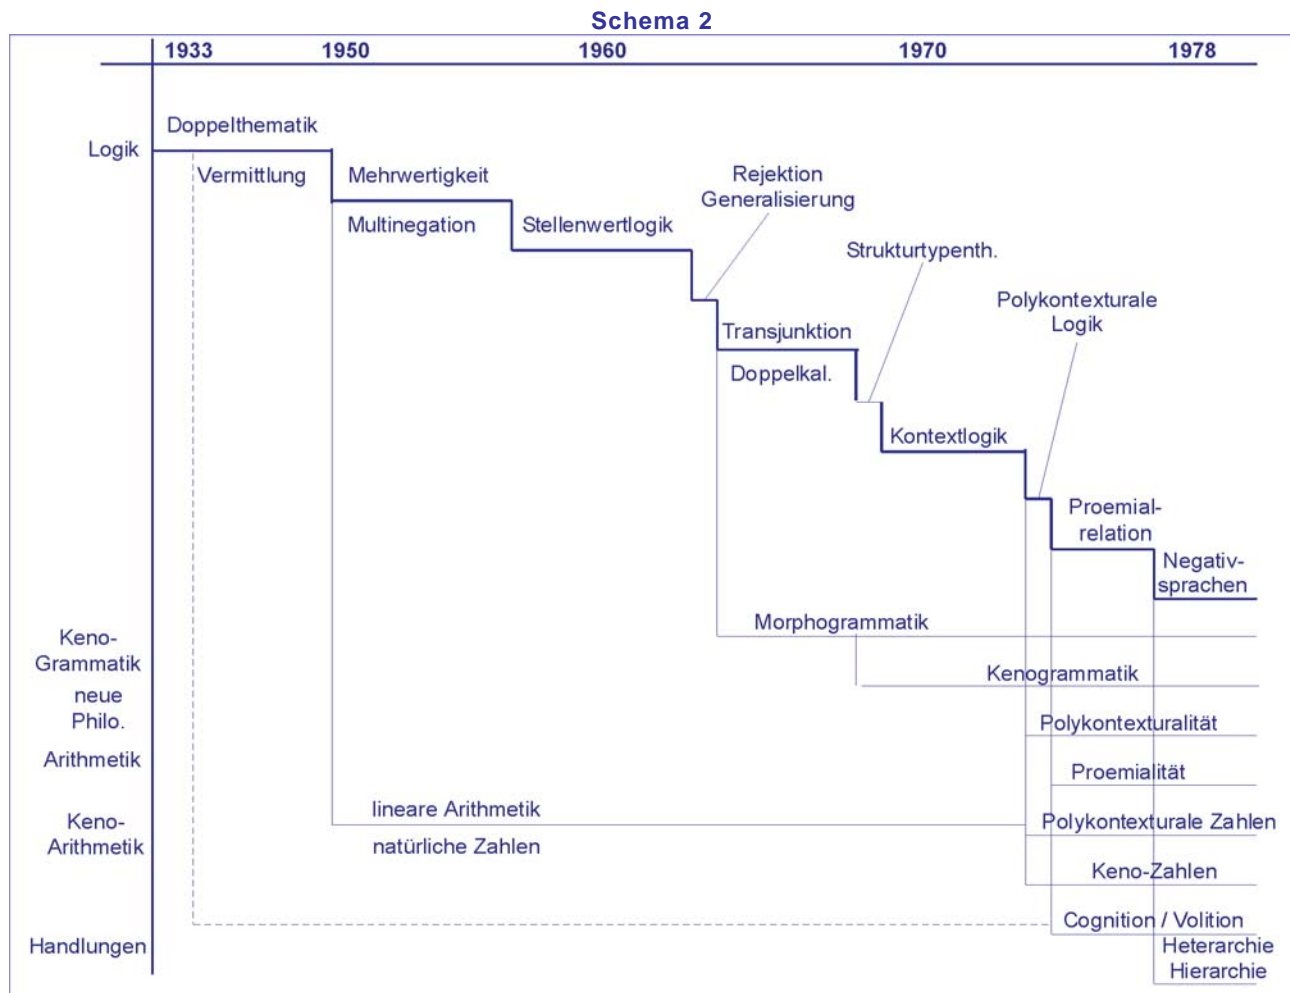 Schema 2
1933 1950 1960 1970 1978
Doppelthematik
Logik
Vermittlung
Mehrwertigkeit
Multinegation
Stellenwertlogik
Rejektion
Generalisierung
Strukturtypenth.
Polykontexturale
Logik
Transjunktion
Doppelkal.
Kontextlogik
Proemial-
relation
Negativ-
sprachen
Morphogrammatik
Keno-
Grammatik
Kenogrammatik
neue
Philo.
Polykontexturalität
Arithmetik
Proemialität
lineare Arithmetik
natürliche Zahlen
Keno-
Arithmetik
Polykontexturale Zahlen
Keno-Zahlen
Cognition / Volition
Handlungen
Heterarchie
Hierarchie